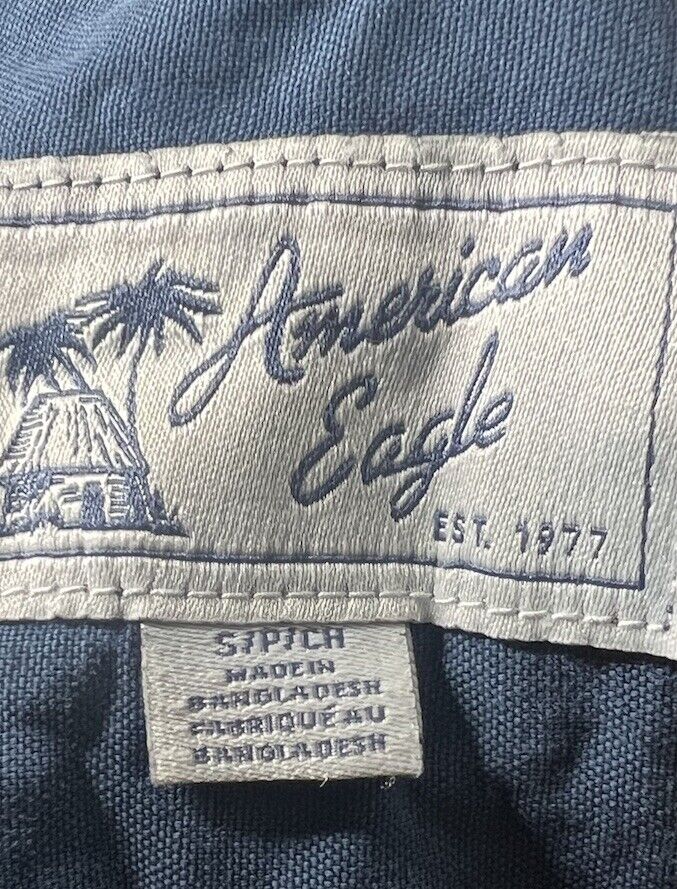 American
Eagle
EST. 1977
S/P/CH
MADE IN
BANGLADESH
FABRIQUÉ AU
BANGLADESH